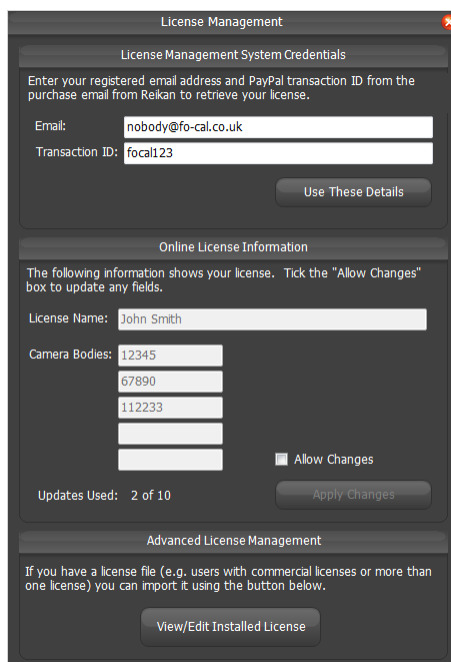 License Management
License Management System Credentials
Enter your registered email address and PayPal transaction ID from the
purchase email from Reikan to retrieve your license.
Email: nobody@fo-cal.co.uk
Transaction ID: focal123
Use These Details
Online License Information
The following information shows your license. Tick the "Allow Changes"
box to update any fields.
License Name: John Smith
Camera Bodies: 12345
67890
112233
Allow Changes
Updates Used: 2 of 10
Apply Changes
Advanced License Management
If you have a license file (e.g. users with commercial licenses or more than
one license) you can import it using the button below.
View/Edit Installed License